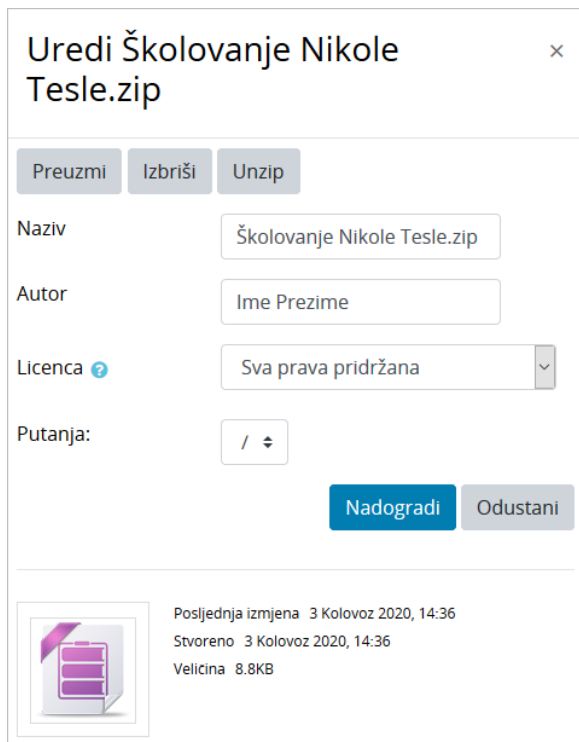 Uredi Školovanje Nikole
Tesle.zip
×
Preuzmi Izbriši Unzip
Naziv Školovanje Nikole Tesle.zip
Autor Ime Prezime
Licenca ? Sva prava pridržana
Putanja: /
Nadogradi Odustani
Posljednja izmjena 3 Kolovoz 2020, 14:36
Stvoreno 3 Kolovoz 2020, 14:36
Veličina 8.8KB